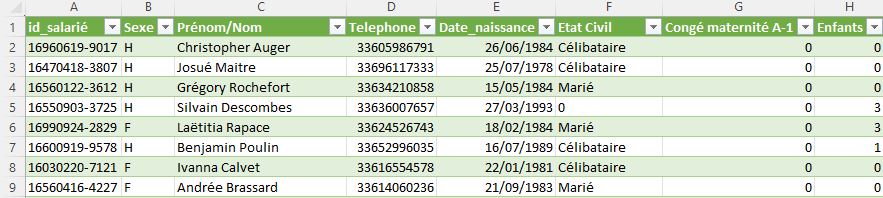 A B C D E F G H
1 id_salarié Sexe Prénom/Nom Telephone Date_naissance Etat Civil Congé maternité A-1 Enfants
2 16960619-9017 H Christopher Auger 33605986791 26/06/1984 Célibataire 0 0
3 16470418-3807 H Josué Maitre 33696117333 25/07/1978 Célibataire 0 0
4 16560122-3612 H Grégory Rochefort 33634210858 15/05/1984 Marié 0 0
5 16550903-3725 H Silvain Descombes 33636007657 27/03/1993 0 0 3
6 16990924-2829 F Laëtitia Rapace 33624526743 18/02/1984 Marié 0 3
7 16600919-9578 H Benjamin Poulin 33652996035 16/07/1989 Célibataire 0 1
8 16030220-7121 F Ivanna Calvet 33616554578 22/01/1981 Célibataire 0 0
9 16560416-4227 F Andrée Brassard 33614060236 21/09/1983 Marié 0 0